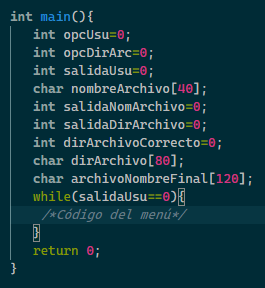 int main(){
int opcUsu=0;
int opcDirArc=0;
int salidaUsu=0;
char nombreArchivo[40];
int salidaNomArchivo=0;
int salidaDirArchivo=0;
int dirArchivoCorrecto=0;
char dirArchivo[80];
char archivoNombreFinal[120];
while(salidaUsu==0){
/*Código del menú*/
}
return 0;
}